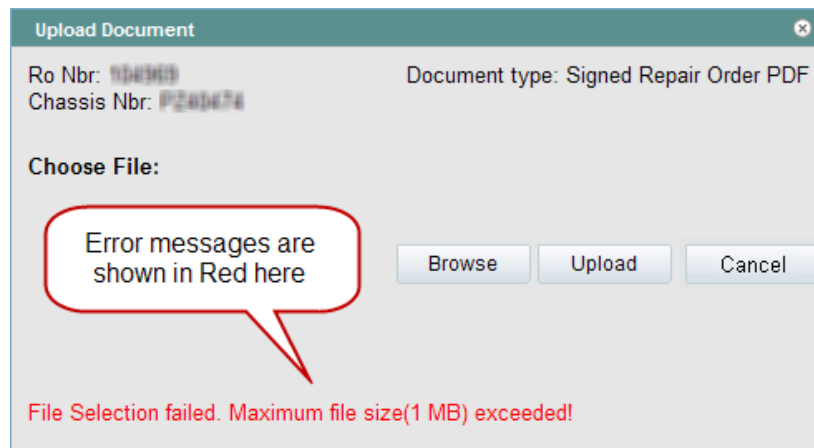 Upload Document
Ro Nbr:
Document type: Signed Repair Order PDF
Chassis Nbr:
Choose File:
Error messages are
shown in Red here
Browse
Upload
Cancel
File Selection failed. Maximum file size(1 MB) exceeded!